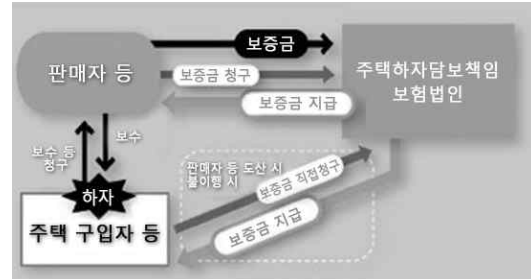 보증금
판매자 등
보증금 청구
보증금 지급
주택하자담보책임
보험법인
보수 등
청구
보수
하자
주택 구입자 등
판매자 등 도산 시
불이행 시
보증금 직접청구
보증금 지급